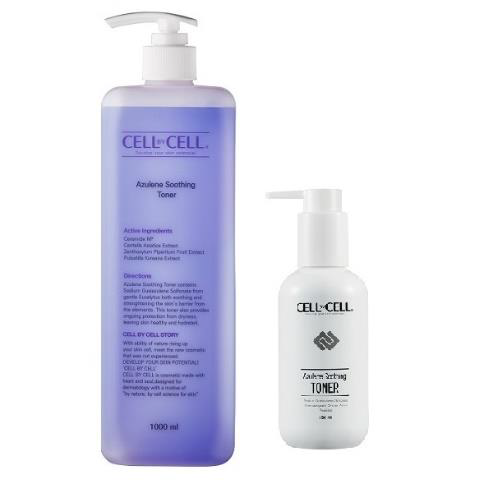 CELL BY CELL
Azulene Soothing
Toner
Active Ingredients
Ceramide NP
Centella Asiatica Extract
Zanthoxylum Piperitum Fruit Extract
Pulsatilla Koreana Extract
Directions
Azulene Soothing Toner contains
Sodium Guaiazulene Sulfonate from
gentle Eucalyptus both soothing and
strengthening the skin's barrier from
the elements. This toner also provides
ongoing protection from dryness,
leaving skin healthy and hydrated.
CELL BY CELL STORY
With ability of nature rising up
your skin cell, meet the new cosmetic
that was not experienced.
DEVELOP YOUR SKIN POTENTIAL!
'CELL BY CELL'
CELL BY CELL is cosmetic made with
heart and soul,designed for
dermatology with a motive of
"by nature, by cell science for skin"
1000 ml
CELL BY CELL
Azulene Soothing
TONER